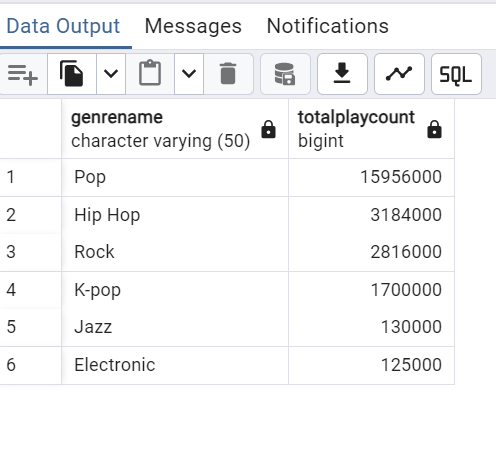 Data Output Messages Notifications
SQL
genrename totalplaycount
character varying (50) bigint
1 Pop 15956000
2 Hip Hop 3184000
3 Rock 2816000
4 K-pop 1700000
5 Jazz 130000
6 Electronic 125000